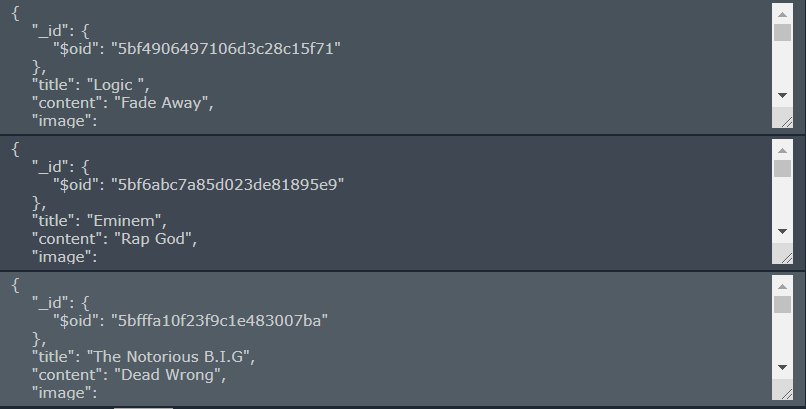 {
"_id": {
"$oid": "5bf4906497106d3c28c15f71"
},
"title": "Logic ",
"content": "Fade Away",
"image":
{
"_id": {
"$oid": "5bf6abc7a85d023de81895e9"
},
"title": "Eminem",
"content": "Rap God",
"image":
{
"_id": {
"$oid": "5bfffa10f23f9c1e483007ba"
},
"title": "The Notorious B.I.G",
"content": "Dead Wrong",
"image":